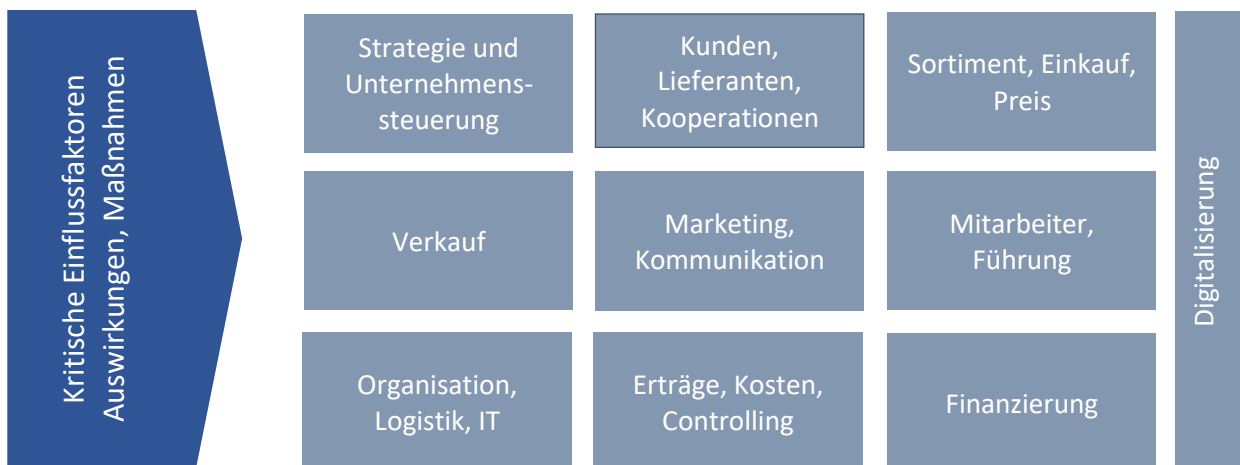 Kritische Einflussfaktoren
Auswirkungen, Maßnahmen
Strategie und
Unternehmens-
steuerung
Kunden,
Lieferanten,
Kooperationen
Sortiment, Einkauf,
Preis
Verkauf
Marketing,
Kommunikation
Mitarbeiter,
Führung
Organisation,
Logistik, IT
Erträge, Kosten,
Controlling
Finanzierung
Digitalisierung